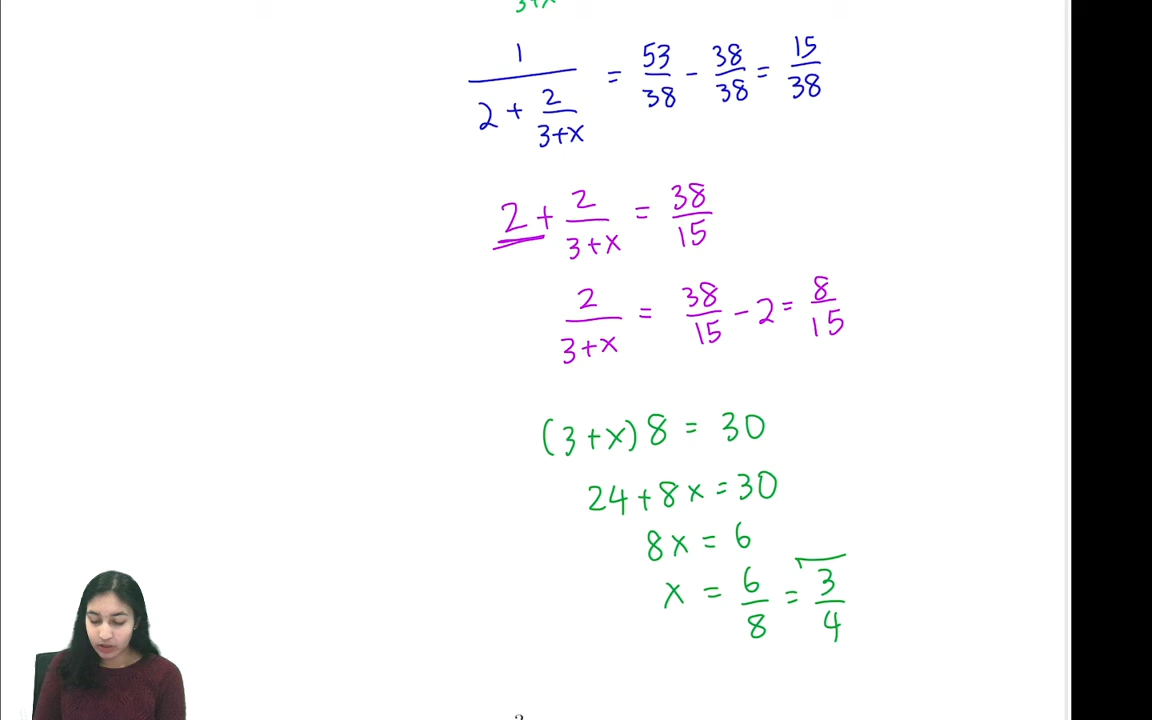 3+x
1/(2 + 2/(3+x)) = 53/38 - 38/38 = 15/38
2 + 2/(3+x) = 38/15
2/(3+x) = 38/15 - 2 = 8/15
(3+x)8 = 30
24+8x=30
8x = 6
x = 6/8 = 3/4